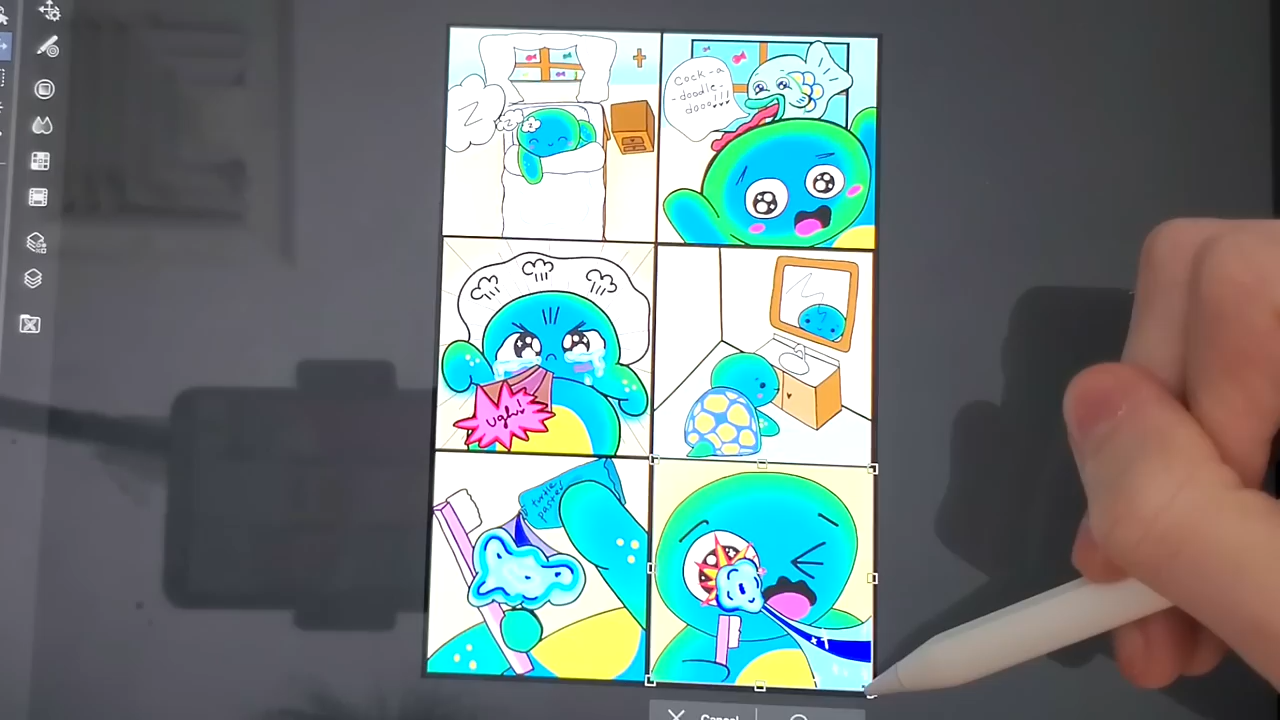 z
z
z
Cock-a
-doodle-
dooo!!!
Ugh!
turtle
paste
Cancel